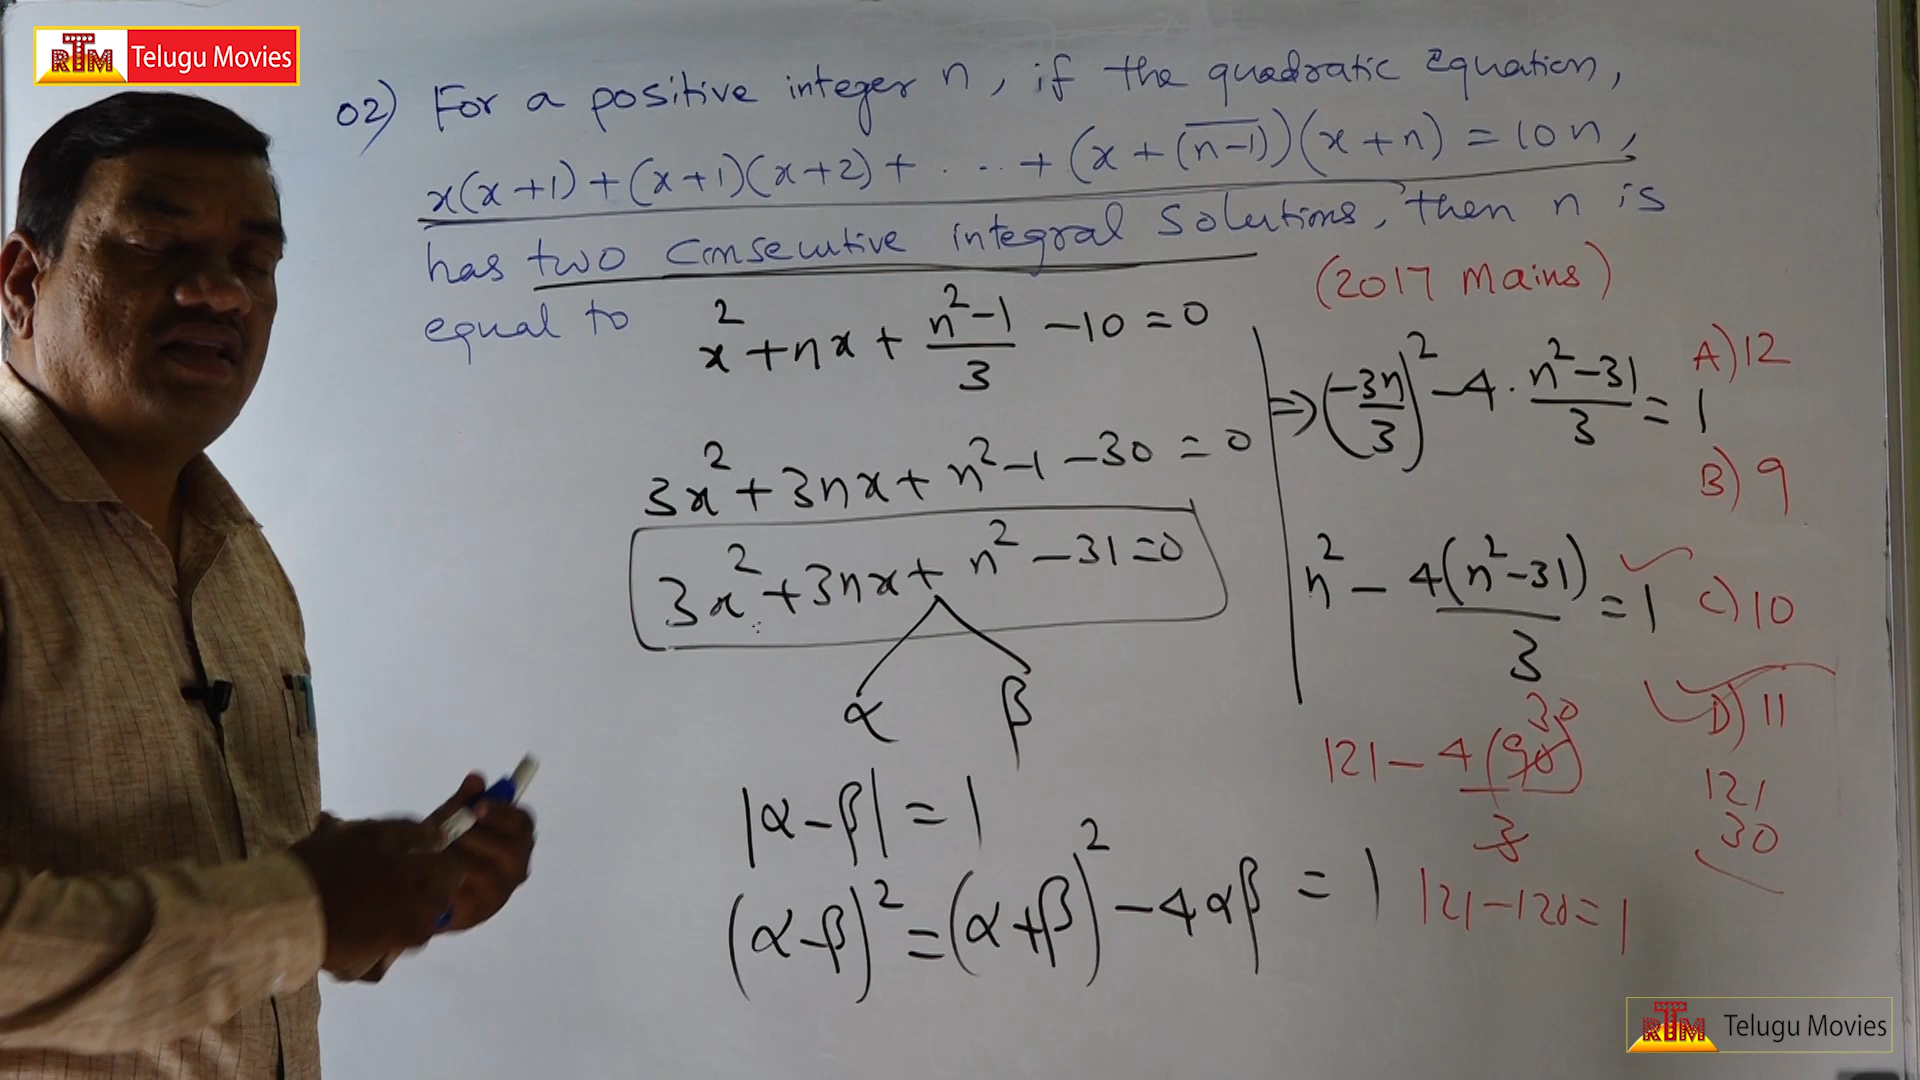 RTM Telugu Movies
02) For a positive integer n, if the quadratic Equation,
x(x+1)+(x+1)(x+2)+ . . . +(x+(n-1))(x+n)=10n,
has two consecutive integral solutions, then n is
equal to
(2017 Mains)
x²+nx+(n²-1)/3 -10=0
3x²+3nx+n²-1-30=0
3x²+3nx+n²-31=0
α β
|α-β|=1
(α-β)²=(α+β)²-4αβ = 1
⇒(-3n/3)²-4·(n²-31)/3=1
n²-4(n²-31)/3=1
30
121-4(90)/3
121-120=1
A) 12
B) 9
C) 10
D) 11
121
30
RTM Telugu Movies